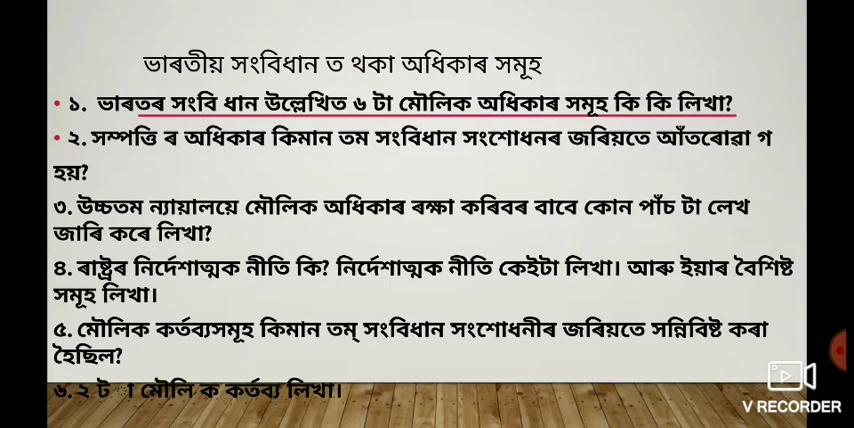 ভাৰতীয় সংবিধান ত থকা অধিকাৰ সমূহ
• ১. ভাৰতৰ সংবি ধান উল্লেখিত ৬ টা মৌলিক অধিকাৰ সমূহ কি কি লিখা?
• ২. সম্পত্তি ৰ অধিকাৰ কিমান তম সংবিধান সংশোধনৰ জৰিয়তে আঁতৰোৱা গ
হয়?
৩. উচ্চতম ন্যায়ালয়ে মৌলিক অধিকাৰ ৰক্ষা কৰিবৰ বাবে কোন পাঁচ টা লেখ
জাৰি কৰে লিখা?
৪. ৰাষ্ট্ৰৰ নিৰ্দেশাত্মক নীতি কি? নিৰ্দেশাত্মক নীতি কেইটা লিখা। আৰু ইয়াৰ বৈশিষ্ট
সমূহ লিখা।
৫. মৌলিক কৰ্তব্যসমূহ কিমান তম্ সংবিধান সংশোধনীৰ জৰিয়তে সন্নিবিষ্ট কৰা
হৈছিল?
৬. ২ ট া মৌলি ক কৰ্তব্য লিখা।
V RECORDER